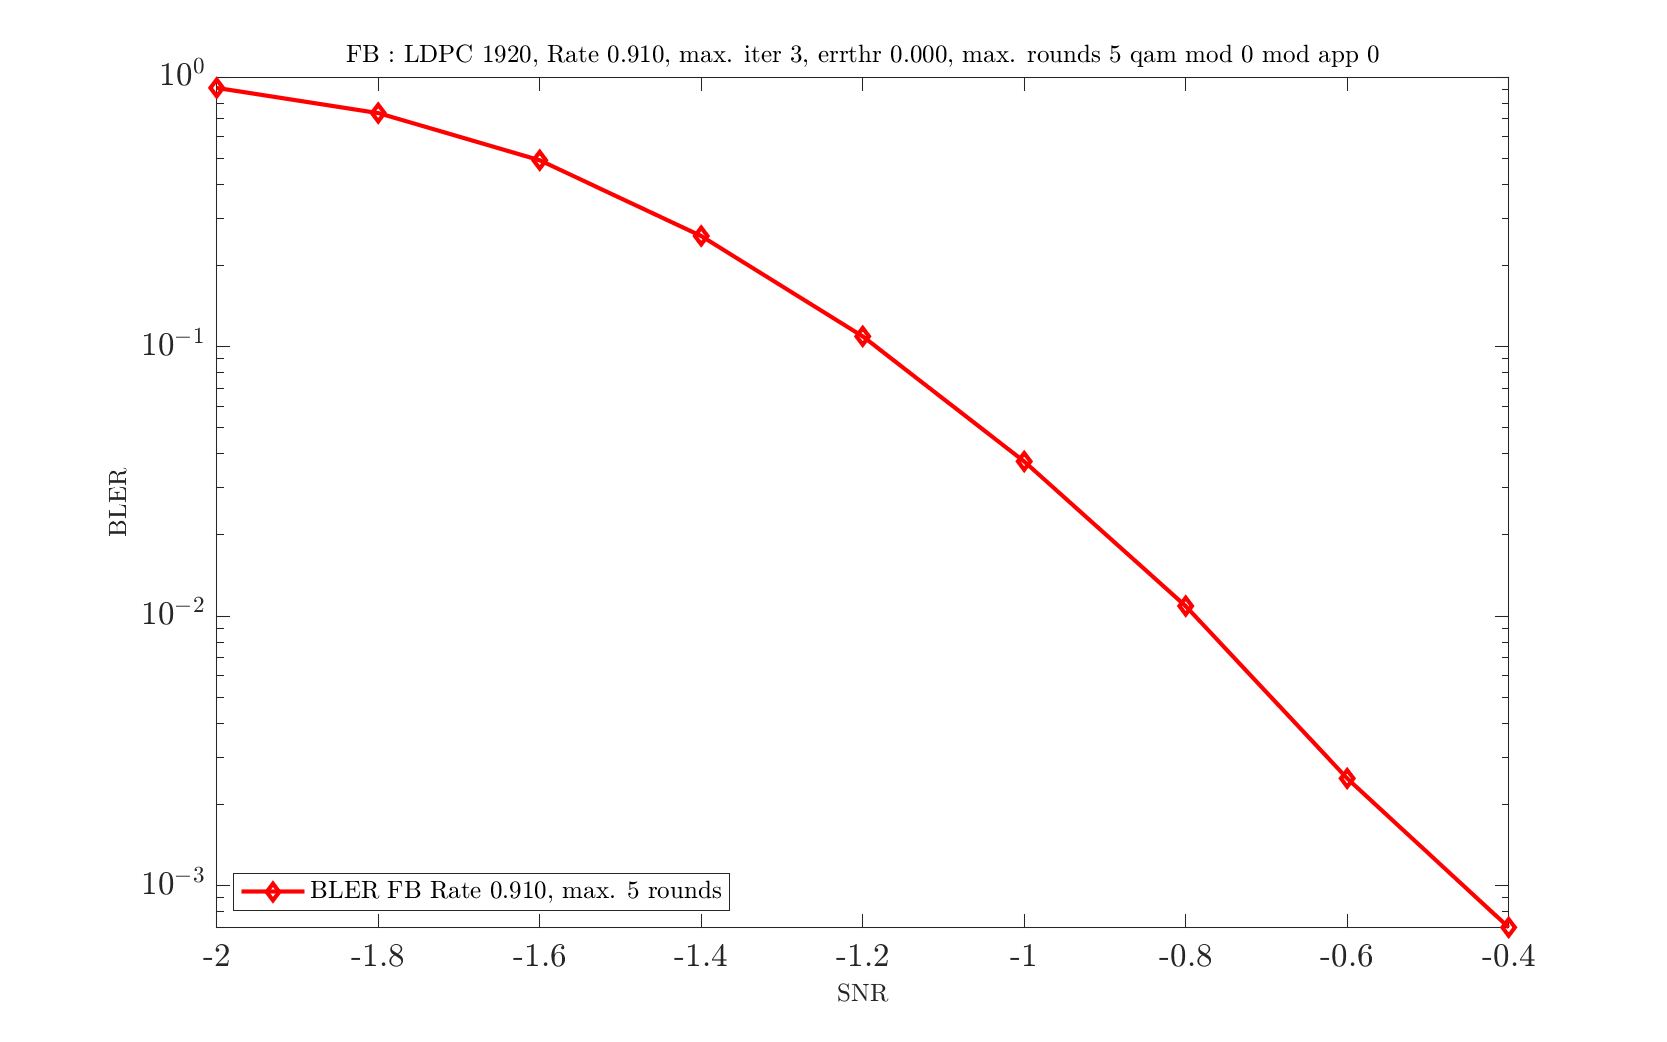 FB : LDPC 1920, Rate 0.910, max. iter 3, errthr 0.000, max. rounds 5 qam mod 0 mod app 0
10^0
10^-1
10^-2
10^-3
BLER
BLER FB Rate 0.910, max. 5 rounds
-2 -1.8 -1.6 -1.4 -1.2 -1 -0.8 -0.6 -0.4
SNR